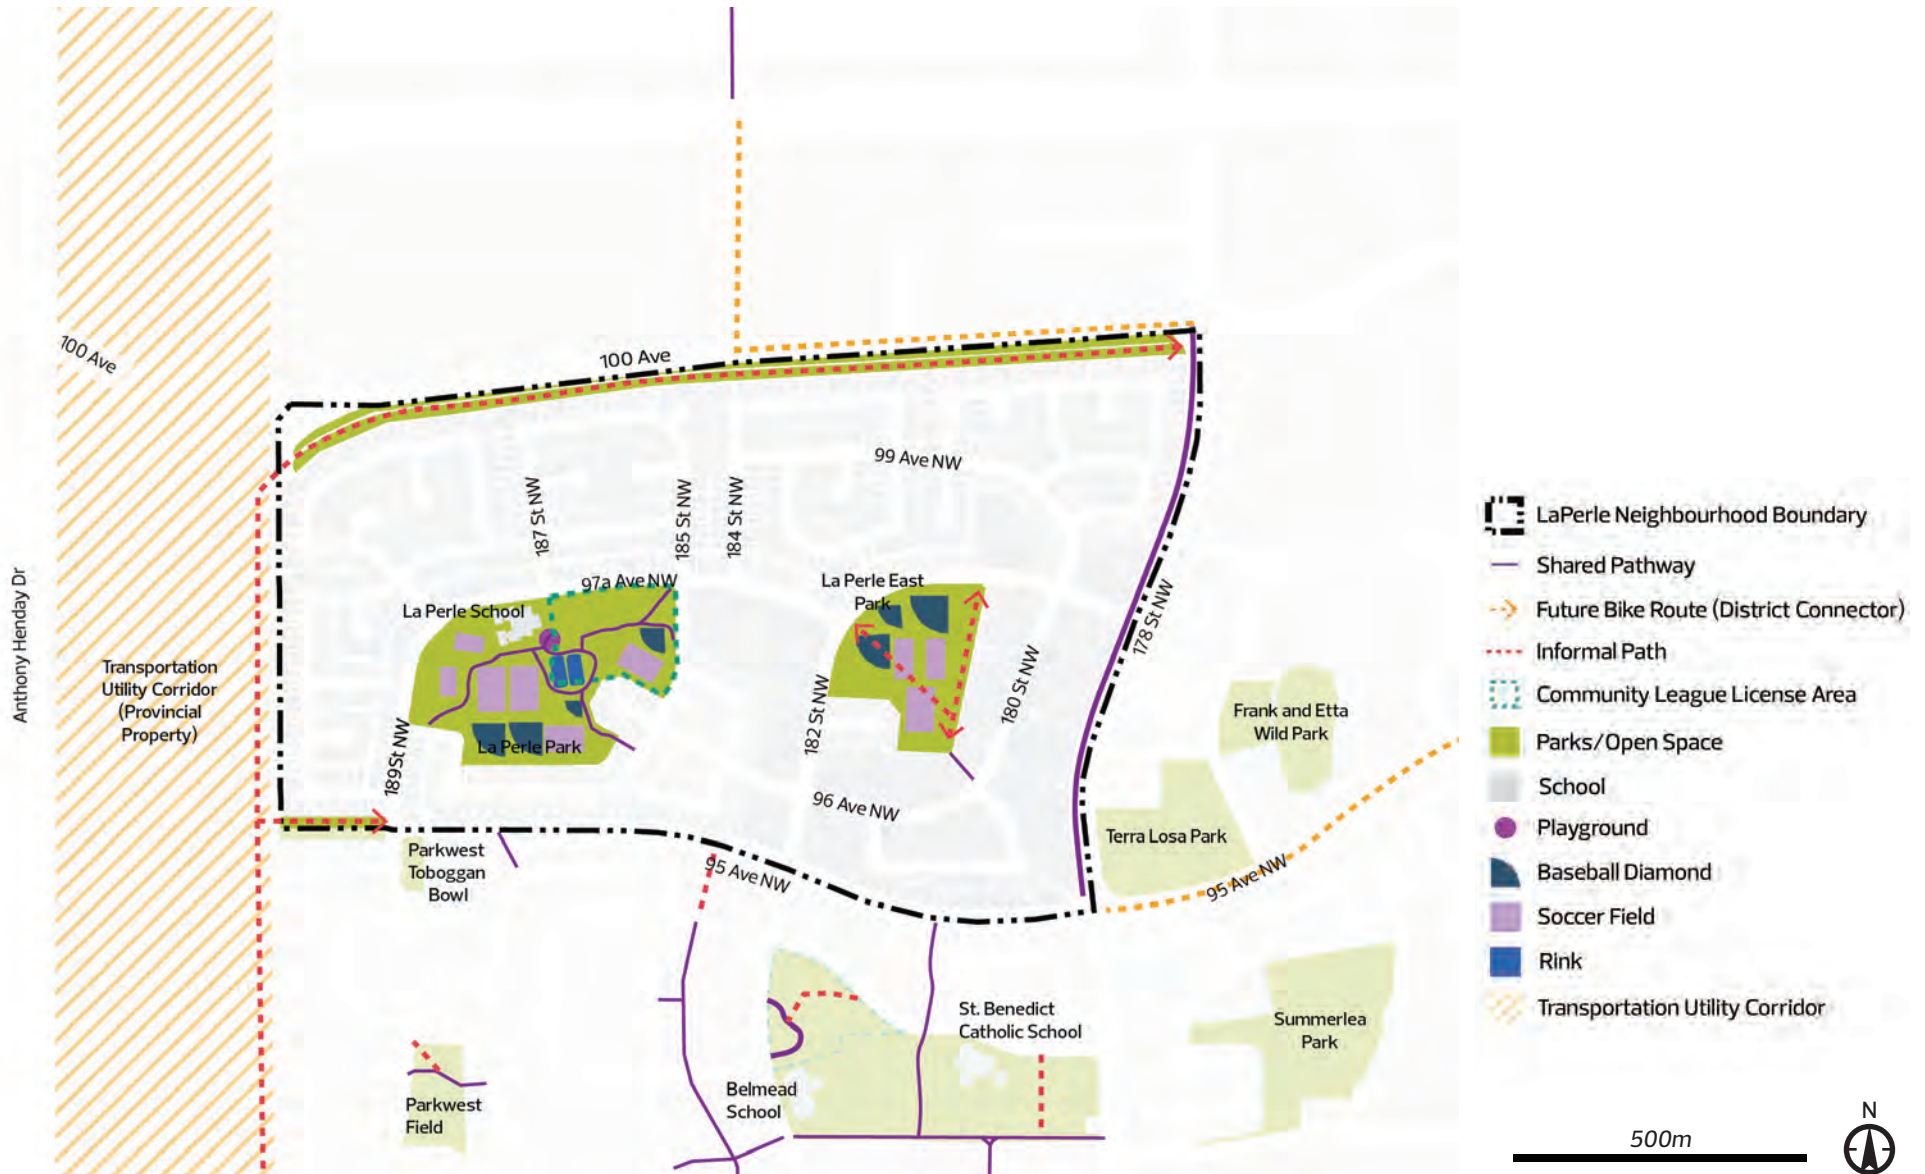 100 Ave
100 Ave
99 Ave NW
187 St NW
185 St NW
184 St NW
97a Ave NW
La Perle School
La Perle East
Park
178 St NW
Anthony Henday Dr
Transportation
Utility Corridor
(Provincial
Property)
180 St NW
182 St NW
189St NW
La Perle Park
96 Ave NW
Frank and Etta
Wild Park
Terra Losa Park
95 Ave NW
95 Ave NW
Parkwest
Toboggan
Bowl
St. Benedict
Catholic School
Summerlea
Park
Belmead
School
Parkwest
Field
LaPerle Neighbourhood Boundary
Shared Pathway
Future Bike Route (District Connector)
Informal Path
Community League License Area
Parks/Open Space
School
Playground
Baseball Diamond
Soccer Field
Rink
Transportation Utility Corridor
500m
N